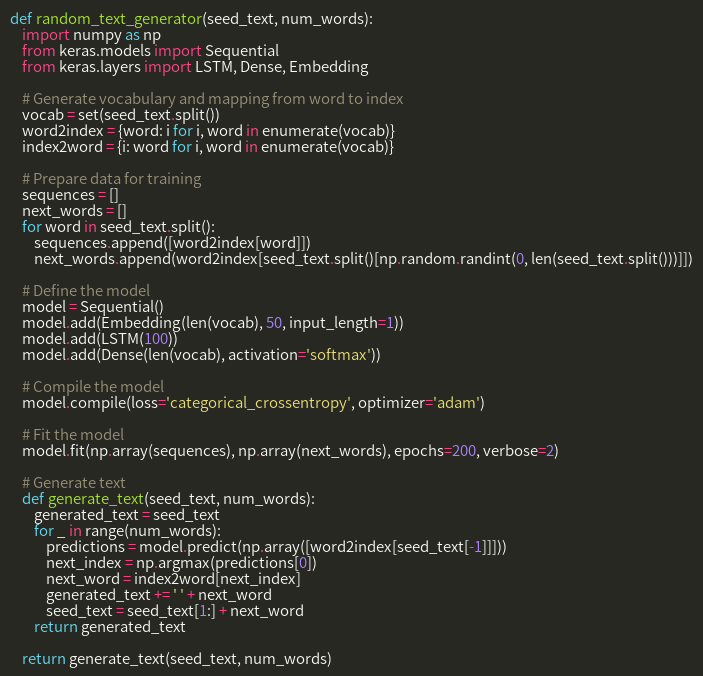 def random_text_generator(seed_text, num_words):
    import numpy as np
    from keras.models import Sequential
    from keras.layers import LSTM, Dense, Embedding

    # Generate vocabulary and mapping from word to index
    vocab = set(seed_text.split())
    word2index = {word: i for i, word in enumerate(vocab)}
    index2word = {i: word for i, word in enumerate(vocab)}

    # Prepare data for training
    sequences = []
    next_words = []
    for word in seed_text.split():
        sequences.append([word2index[word]])
        next_words.append(word2index[seed_text.split()[np.random.randint(0, len(seed_text.split()))]])

    # Define the model
    model = Sequential()
    model.add(Embedding(len(vocab), 50, input_length=1))
    model.add(LSTM(100))
    model.add(Dense(len(vocab), activation='softmax'))

    # Compile the model
    model.compile(loss='categorical_crossentropy', optimizer='adam')

    # Fit the model
    model.fit(np.array(sequences), np.array(next_words), epochs=200, verbose=2)

    # Generate text
    def generate_text(seed_text, num_words):
        generated_text = seed_text
        for _ in range(num_words):
            predictions = model.predict(np.array([word2index[seed_text[-1]]]))
            next_index = np.argmax(predictions[0])
            next_word = index2word[next_index]
            generated_text += ' ' + next_word
            seed_text = seed_text[1:] + next_word
        return generated_text

    return generate_text(seed_text, num_words)